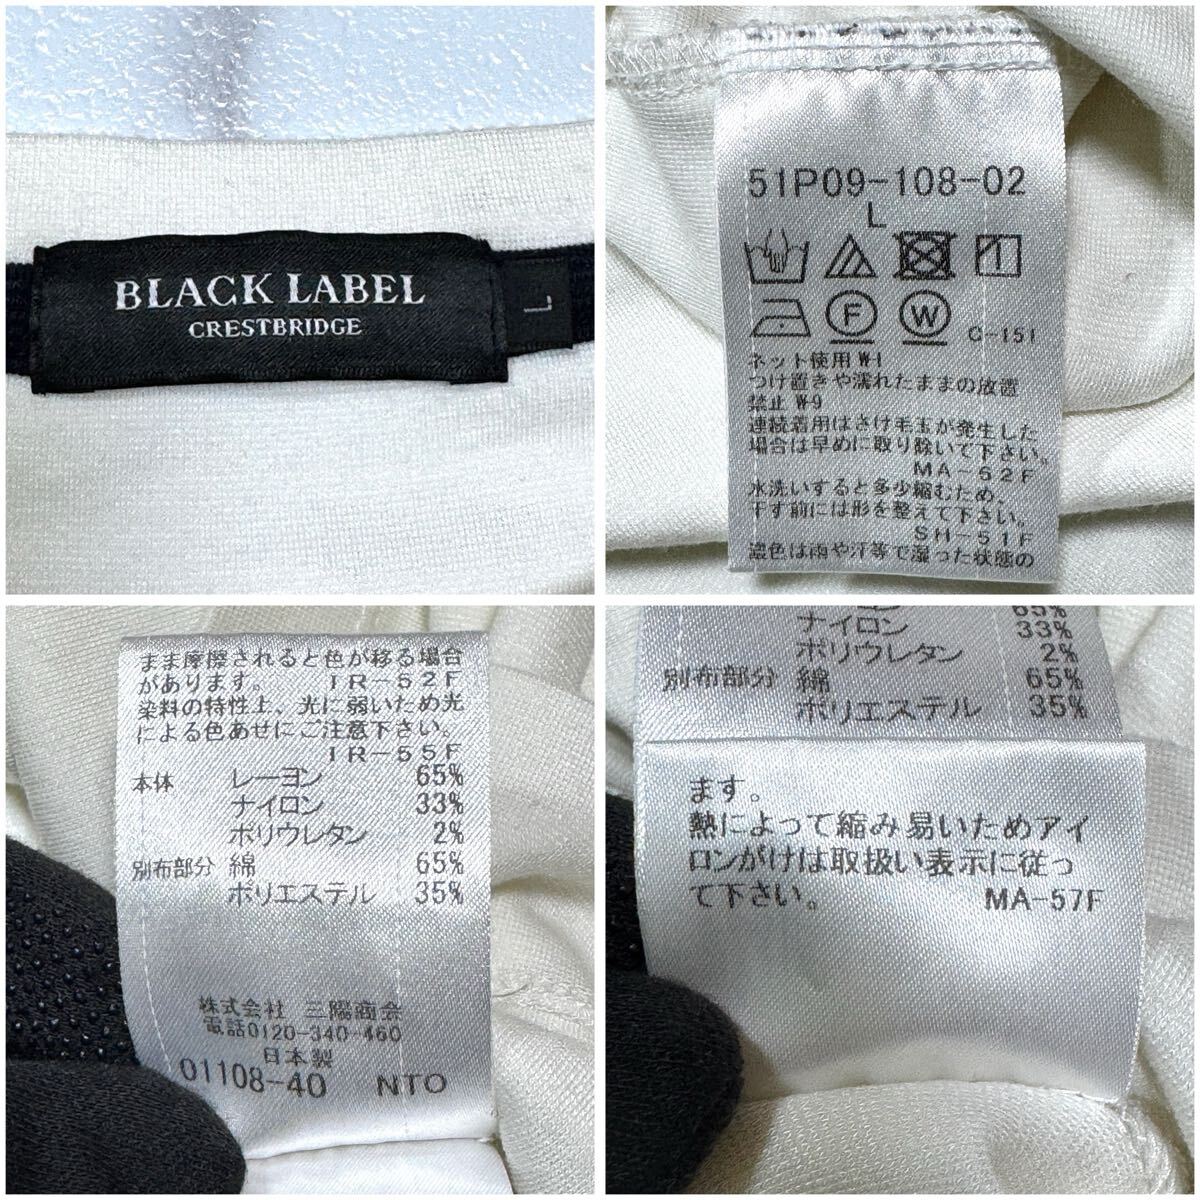 BLACK LABEL
CRESTBRIDGE
L
51P09-108-02
L
F
W
C-151
ネット使用 W-1
つけ置きや濡れたままの放置
禁止 W-9
連続着用はさけ毛玉が発生した
場合は早めに取り除いて下さい。
MA-52F
水洗いすると多少縮むため、
干す前には形を整えて下さい。
SH-51F
濃色は雨や汗等で湿った状態の
まま摩擦されると色が移る場合
があります。 IR-52F
染料の特性上、光に弱いため光
による色あせにご注意下さい。
IR-55F
本体 レーヨン 65%
ナイロン 33%
ポリウレタン 2%
別布部分 綿 65%
ポリエステル 35%
株式会社 三陽商会
電話0120-340-460
日本製
01108-40 NTO
65%
ナイロン 33%
ポリウレタン 2%
別布部分 綿 65%
ポリエステル 35%
ます。
熱によって縮み易いためアイ
ロンがけは取扱い表示に従っ
て下さい。 MA-57F